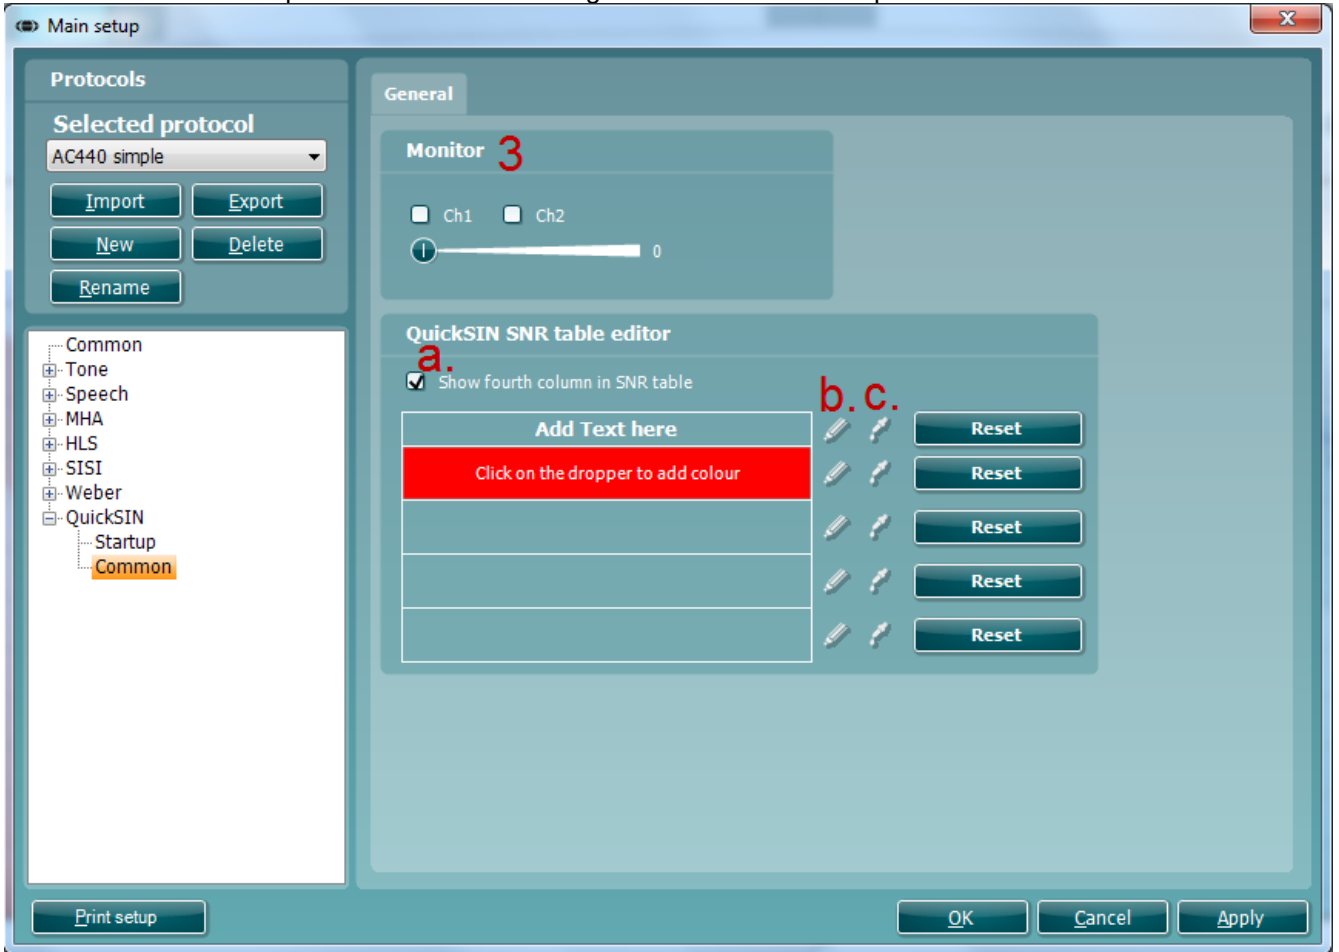 Main setup
Protocols
Selected protocol
AC440 simple
Import Export
New Delete
Rename
Common
Tone
Speech
MHA
HLS
SISI
Weber
QuickSIN
Startup
Common
General
Monitor 3
Ch1 Ch2
0
QuickSIN SNR table editor
a.
Show fourth column in SNR table
b. c.
Add Text here Reset
Click on the dropper to add colour Reset
Reset
Reset
Reset
Print setup OK Cancel Apply